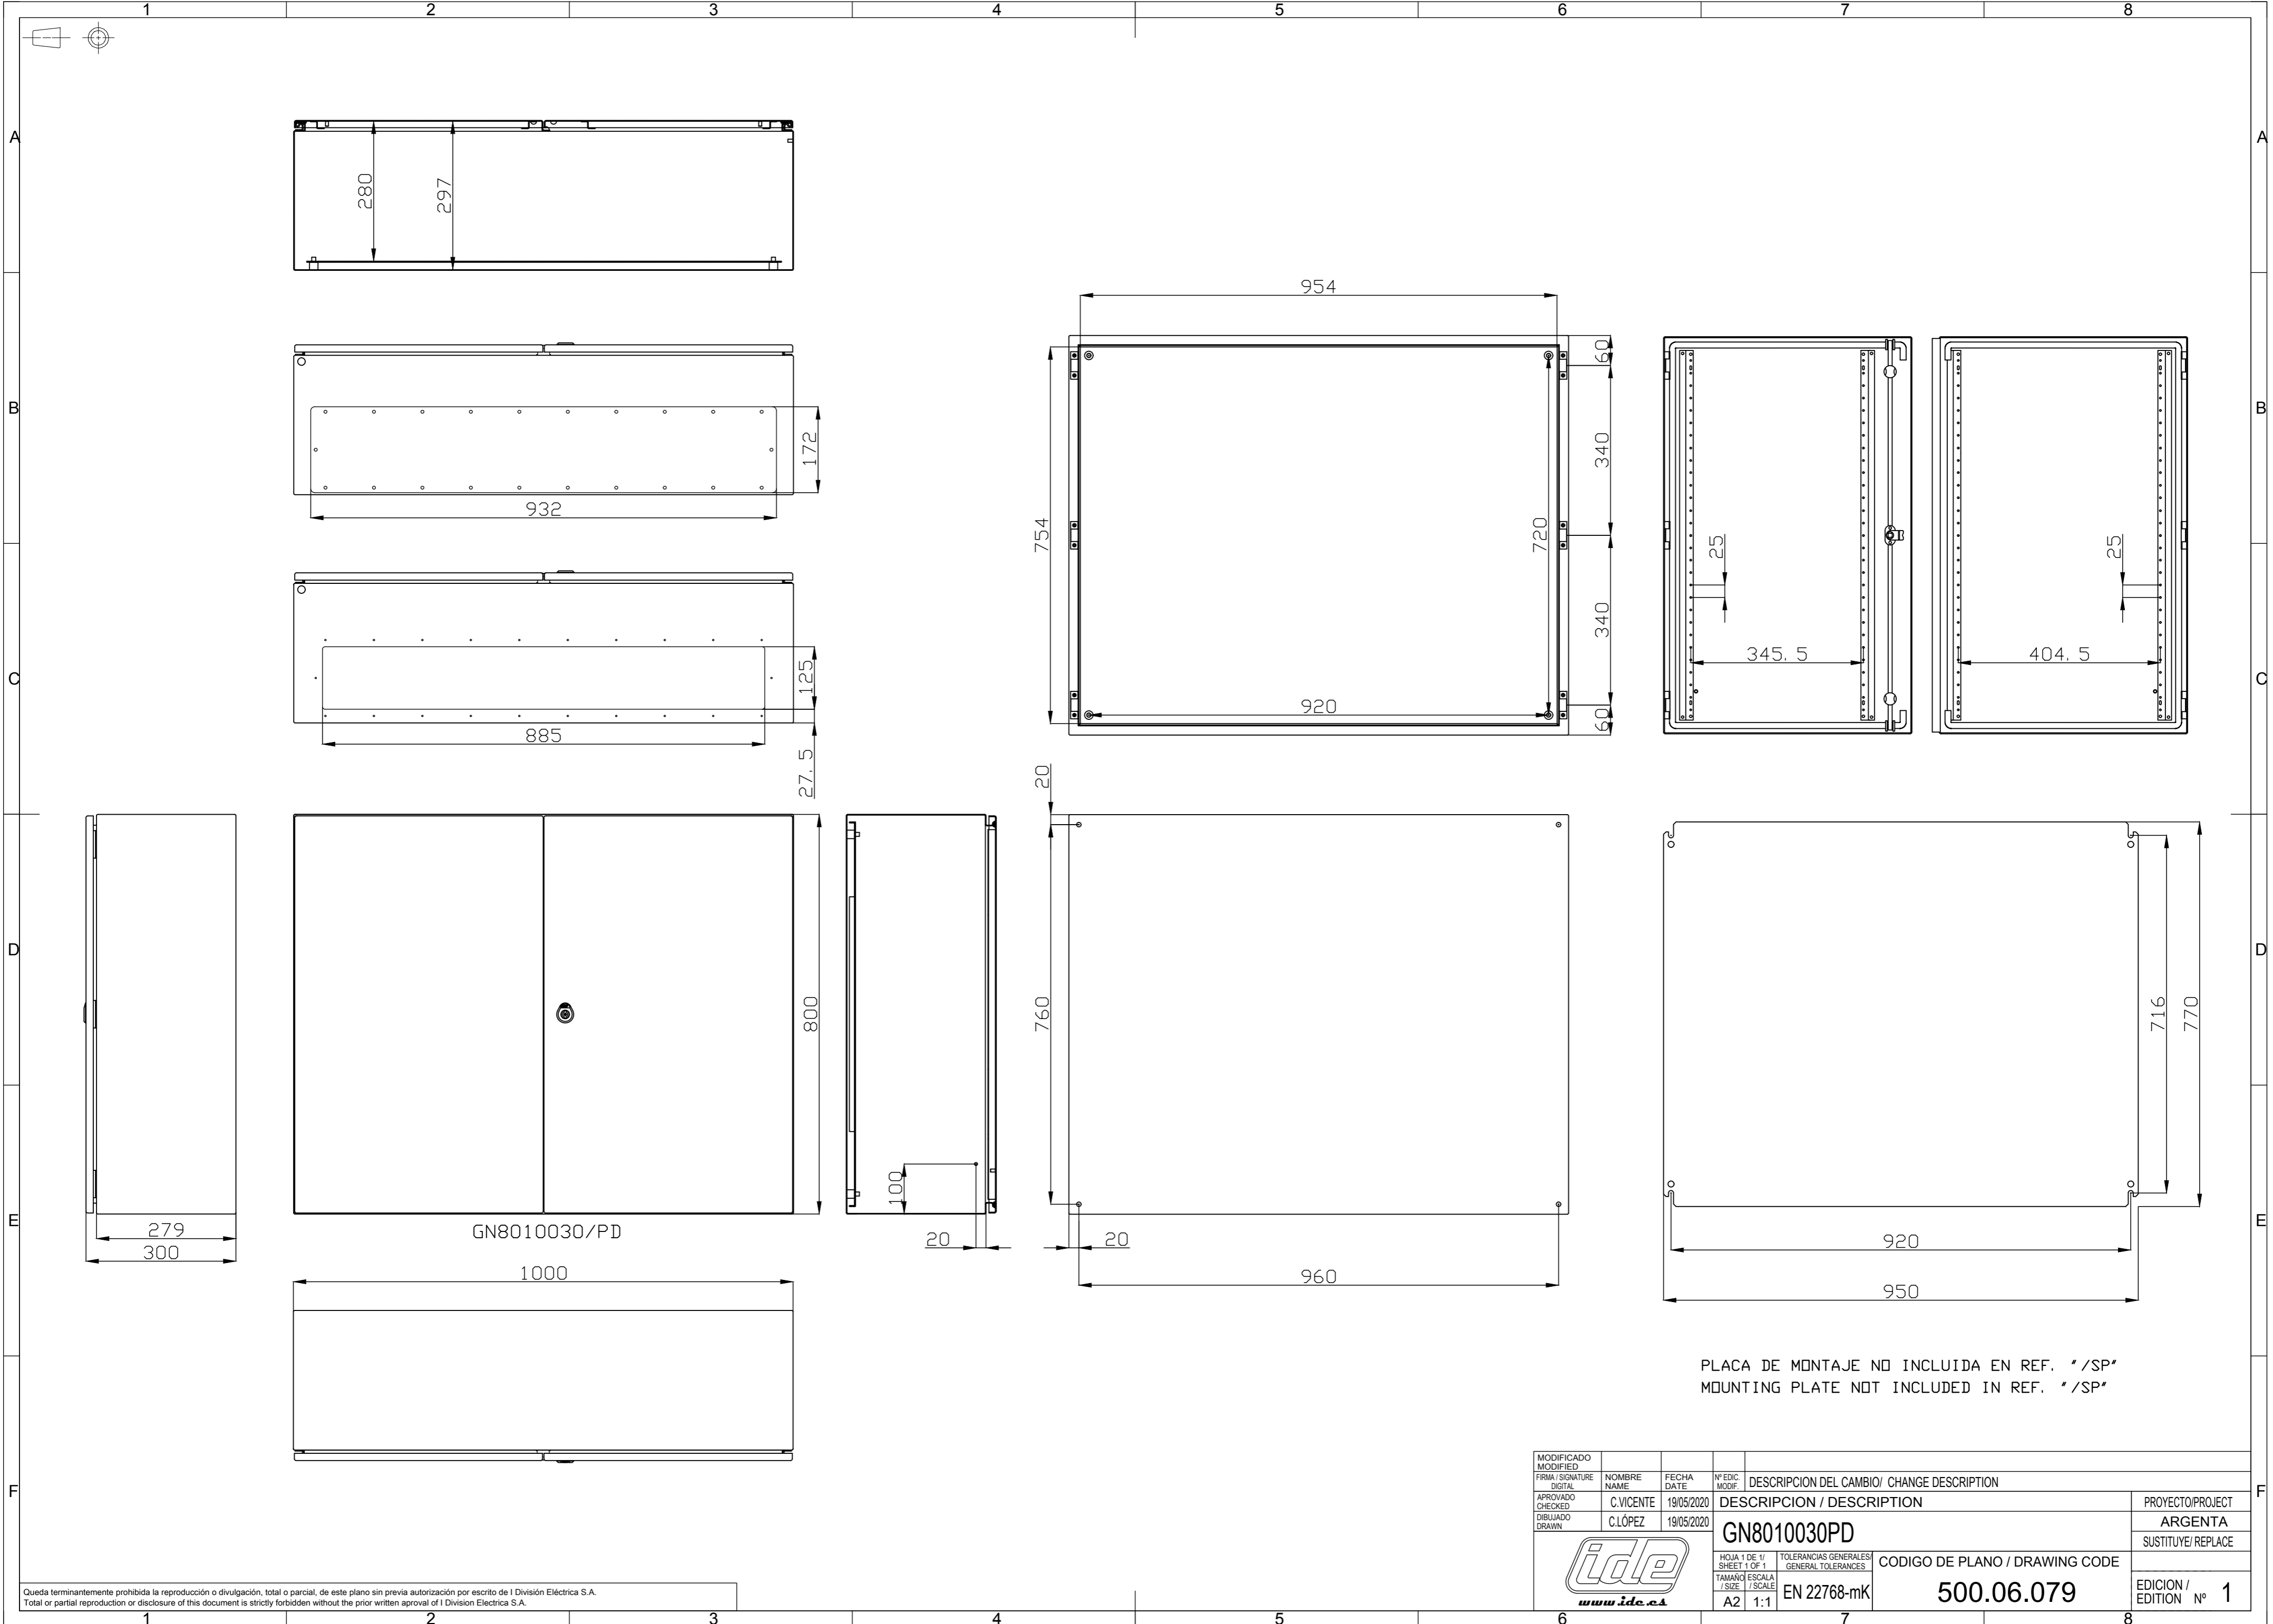 1 2 3 4 5 6 7 8
A A
280
297
954
60
B B
172
932
340
754
720
25
25
340
345.5
404.5
C C
125
885
27.5
920
60
20
800
760
716
770
D D
100
E E
279
300
GN8010030/PD
20
20
920
960
950
1000
PLACA DE MONTAJE NO INCLUIDA EN REF. "/SP"
MOUNTING PLATE NOT INCLUDED IN REF. "/SP"
F F
MODIFICADO
MODIFIED
FIRMA / SIGNATURE
DIGITAL
NOMBRE
NAME
FECHA
DATE
Nº EDIC.
MODIF.
DESCRIPCION DEL CAMBIO/ CHANGE DESCRIPTION
APROVADO
CHECKED
C.VICENTE 19/05/2020
DESCRIPCION / DESCRIPTION
PROYECTO/PROJECT
DIBUJADO
DRAWN
C.LÓPEZ 19/05/2020
GN8010030PD
ARGENTA
SUSTITUYE/ REPLACE
ide
www.ide.es
HOJA 1 DE 1/
SHEET 1 OF 1
TOLERANCIAS GENERALES/
GENERAL TOLERANCES
CODIGO DE PLANO / DRAWING CODE
TAMAÑO
/ SIZE
ESCALA
/ SCALE
A2 1:1
EN 22768-mK
500.06.079
EDICION /
EDITION Nº 1
Queda terminantemente prohibida la reproducción o divulgación, total o parcial, de este plano sin previa autorización por escrito de I División Eléctrica S.A.
Total or partial reproduction or disclosure of this document is strictly forbidden without the prior written aproval of I Division Electrica S.A.
1 2 3 4 5 6 7 8